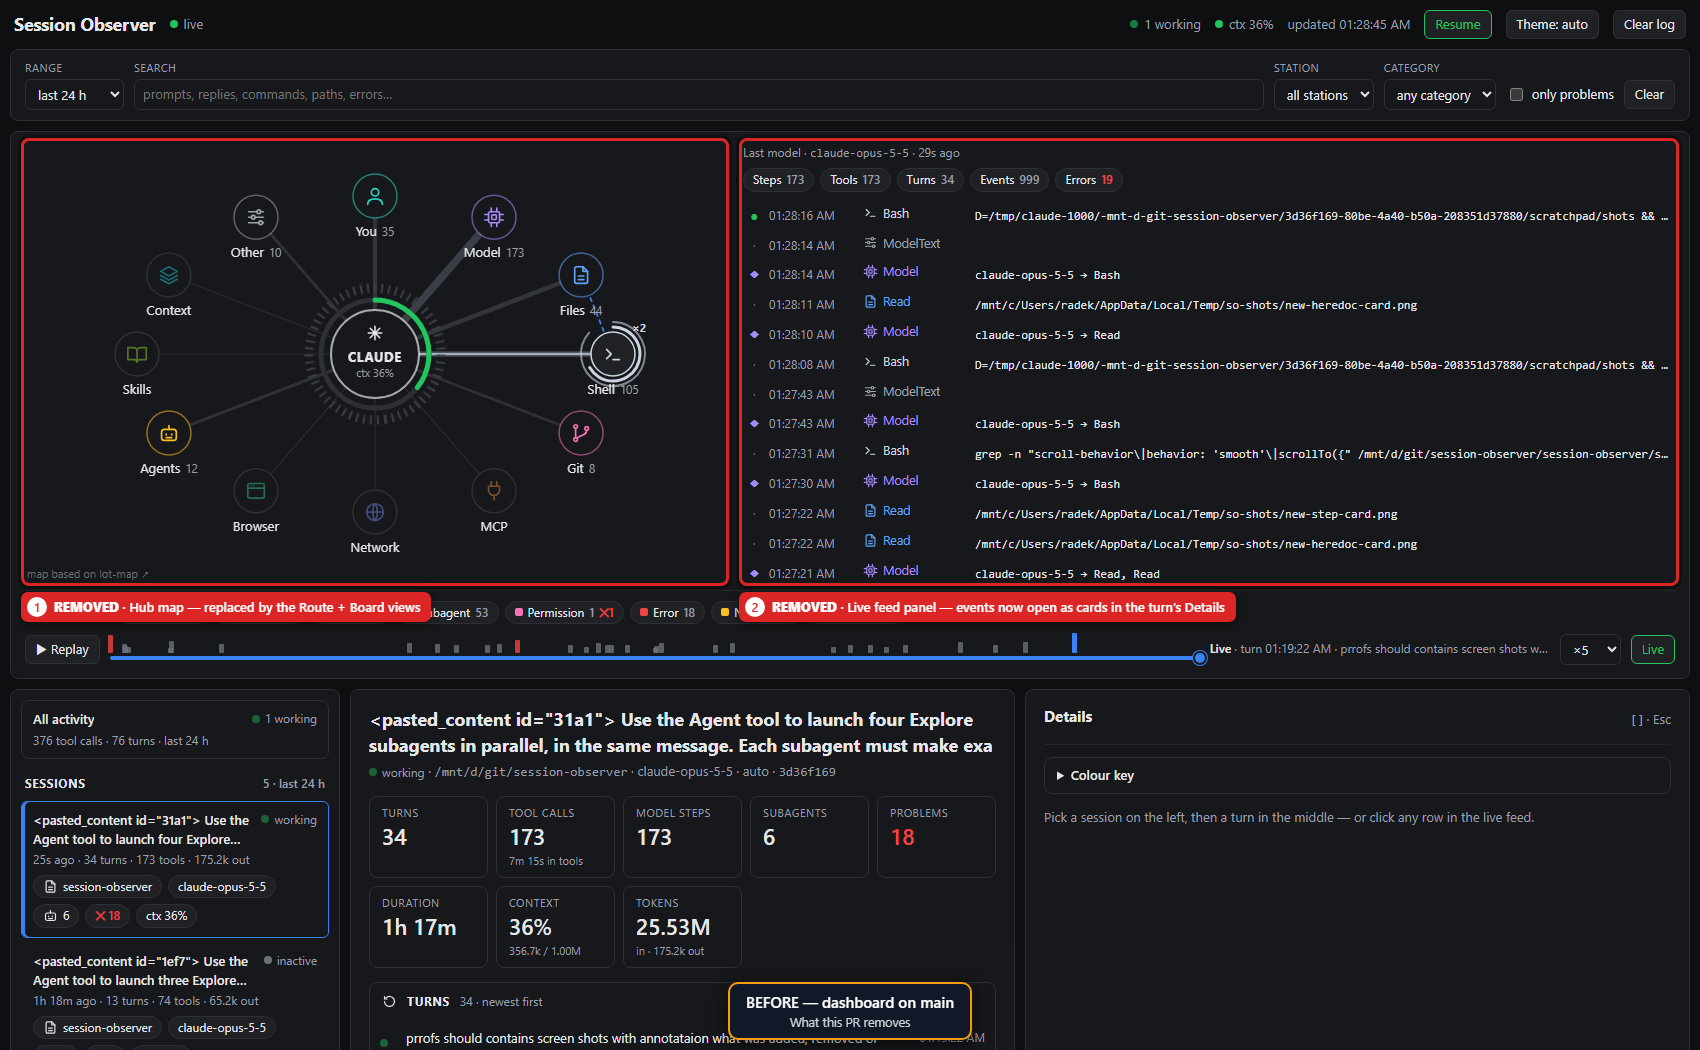 Session Observer live 1 working ctx 36% updated 01:28:45 AM Resume Theme: auto Clear log
RANGE SEARCH STATION CATEGORY
last 24 h prompts, replies, commands, paths, errors... all stations any category only problems Clear
Last model · claude-opus-5-5 · 29s ago
Steps 173 Tools 173 Turns 34 Events 999 Errors 19
You 35
Other 10
Model 173
Context
Files 44
×2
CLAUDE
ctx 36%
Skills
Shell 105
Agents 12
Git 8
Browser
MCP
Network
map based on iot-map ↗
01:28:16 AM Bash D=/tmp/claude-1000/-mnt-d-git-session-observer/3d36f169-80be-4a40-b50a-208351d37880/scratchpad/shots && …
01:28:14 AM ModelText
01:28:14 AM Model claude-opus-5-5 → Bash
01:28:11 AM Read /mnt/c/Users/radek/AppData/Local/Temp/so-shots/new-heredoc-card.png
01:28:10 AM Model claude-opus-5-5 → Read
01:28:08 AM Bash D=/tmp/claude-1000/-mnt-d-git-session-observer/3d36f169-80be-4a40-b50a-208351d37880/scratchpad/shots && …
01:27:43 AM ModelText
01:27:43 AM Model claude-opus-5-5 → Bash
01:27:31 AM Bash grep -n "scroll-behavior\|behavior: 'smooth'\|scrollTo({" /mnt/d/git/session-observer/session-observer/s…
01:27:30 AM Model claude-opus-5-5 → Bash
01:27:22 AM Read /mnt/c/Users/radek/AppData/Local/Temp/so-shots/new-step-card.png
01:27:22 AM Read /mnt/c/Users/radek/AppData/Local/Temp/so-shots/new-heredoc-card.png
01:27:21 AM Model claude-opus-5-5 → Read, Read
1 REMOVED · Hub map — replaced by the Route + Board views
bagent 53 Permission 1 ✕1 Error 18
2 REMOVED · Live feed panel — events now open as cards in the turn's Details
▶ Replay Live · turn 01:19:22 AM · prrofs should contains screen shots w... ×5 Live
All activity 1 working
376 tool calls · 76 turns · last 24 h
SESSIONS 5 · last 24 h
<pasted_content id="31a1"> Use the working
Agent tool to launch four Explore...
25s ago · 34 turns · 173 tools · 175.2k out
session-observer claude-opus-5-5
6 ✕18 ctx 36%
<pasted_content id="1ef7"> Use the inactive
Agent tool to launch three Explore...
1h 18m ago · 13 turns · 74 tools · 65.2k out
session-observer claude-opus-5-5
<pasted_content id="31a1"> Use the Agent tool to launch four Explore
subagents in parallel, in the same message. Each subagent must make exa
working · /mnt/d/git/session-observer · claude-opus-5-5 · auto · 3d36f169
TURNS
34
TOOL CALLS
173
7m 15s in tools
MODEL STEPS
173
SUBAGENTS
6
PROBLEMS
18
DURATION
1h 17m
CONTEXT
36%
356.7k / 1.00M
TOKENS
25.53M
in · 175.2k out
TURNS 34 · newest first
prrofs should contains screen shots with annotataion what
BEFORE — dashboard on main
What this PR removes
Details [ ] · Esc
▶ Colour key
Pick a session on the left, then a turn in the middle — or click any row in the live feed.